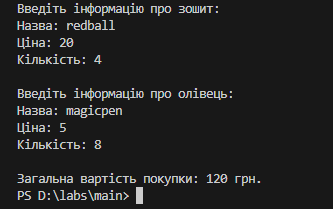 Введіть інформацію про зошит:
Назва: redball
Ціна: 20
Кількість: 4
Введіть інформацію про олівець:
Назва: magicpen
Ціна: 5
Кількість: 8
Загальна вартість покупки: 120 грн.
PS D:\labs\main>